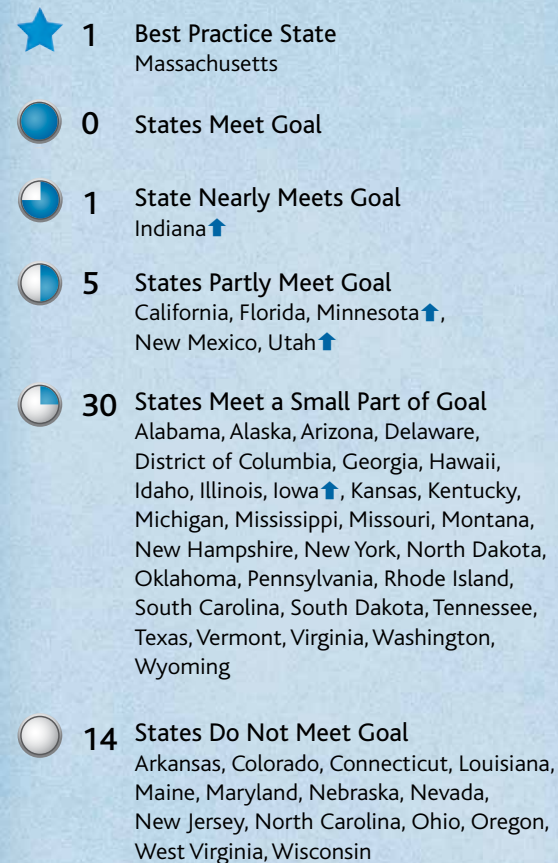 1 Best Practice State
Massachusetts
0 States Meet Goal
1 State Nearly Meets Goal
Indiana⬆
5 States Partly Meet Goal
California, Florida, Minnesota⬆,
New Mexico, Utah⬆
30 States Meet a Small Part of Goal
Alabama, Alaska, Arizona, Delaware,
District of Columbia, Georgia, Hawaii,
Idaho, Illinois, Iowa⬆, Kansas, Kentucky,
Michigan, Mississippi, Missouri, Montana,
New Hampshire, New York, North Dakota,
Oklahoma, Pennsylvania, Rhode Island,
South Carolina, South Dakota, Tennessee,
Texas, Vermont, Virginia, Washington,
Wyoming
14 States Do Not Meet Goal
Arkansas, Colorado, Connecticut, Louisiana,
Maine, Maryland, Nebraska, Nevada,
New Jersey, North Carolina, Ohio, Oregon,
West Virginia, Wisconsin